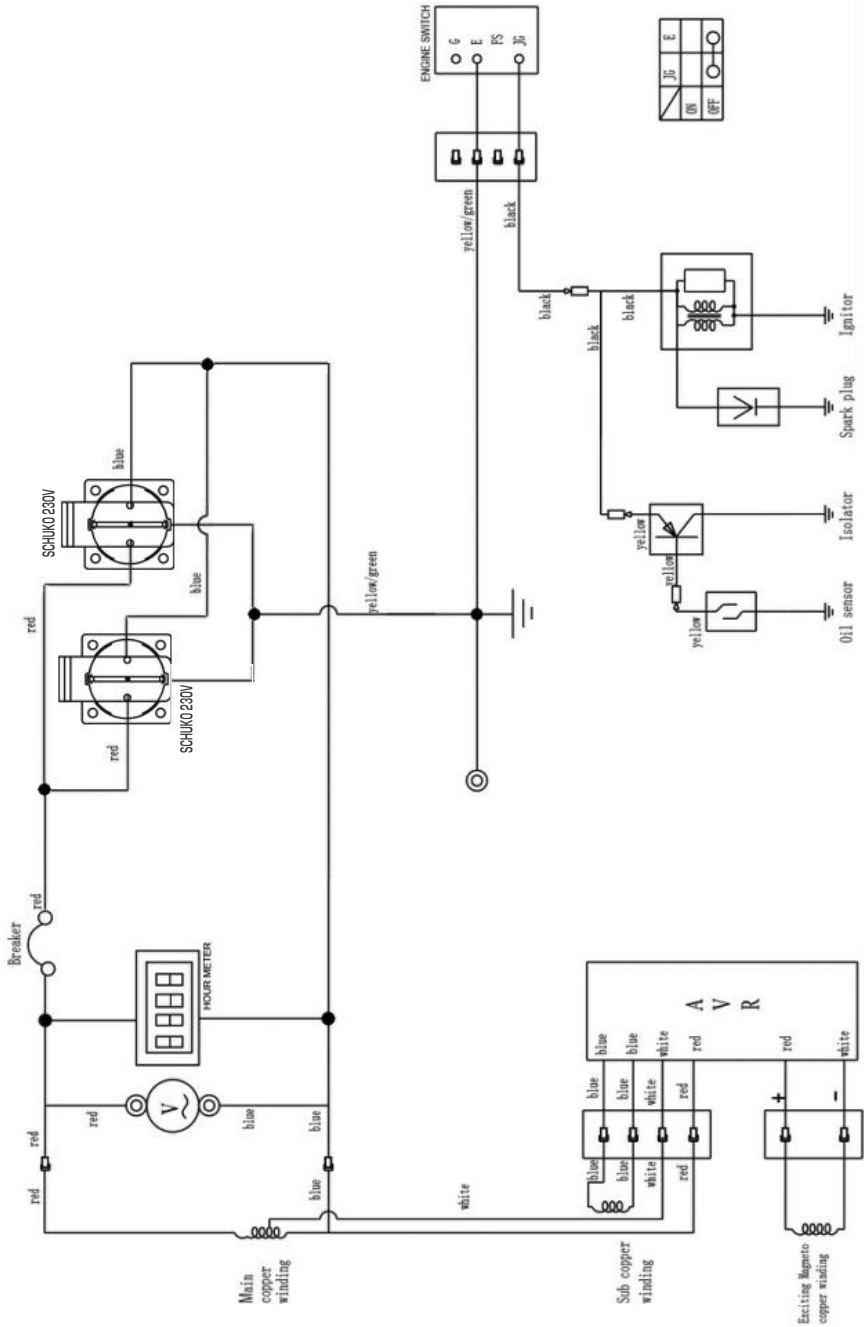 SCHUKO 230V
SCHUKO 230V
red
red
red
blue
blue
Breaker
HOUR METER
V
red
blue
red
red
blue
blue
yellow/green
ENGINE SWITCH
G
E
FS
JG
yellow/green
black
JG E
ON
OFF
black
black
black
Ignitor
Spark plug
Isolator
Oil sensor
yellow
yellow
yellow
Main
copper
winding
white
Sub copper
winding
blue
blue
white
red
blue
blue
white
red
blue
blue
white
red
A V R
red
white
+
-
Exciting Magneto
copper winding